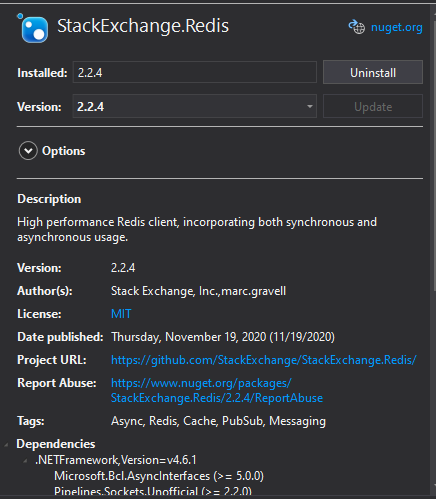 StackExchange.Redis
nuget.org
Installed: 2.2.4 Uninstall
Version: 2.2.4 Update
Options
Description
High performance Redis client, incorporating both synchronous and
asynchronous usage.
Version: 2.2.4
Author(s): Stack Exchange, Inc.,marc.gravell
License: MIT
Date published: Thursday, November 19, 2020 (11/19/2020)
Project URL: https://github.com/StackExchange/StackExchange.Redis/
Report Abuse: https://www.nuget.org/packages/
StackExchange.Redis/2.2.4/ReportAbuse
Tags: Async, Redis, Cache, PubSub, Messaging
Dependencies
.NETFramework,Version=v4.6.1
Microsoft.Bcl.AsyncInterfaces (>= 5.0.0)
Pipelines.Sockets.Unofficial (>= 2.2.0)